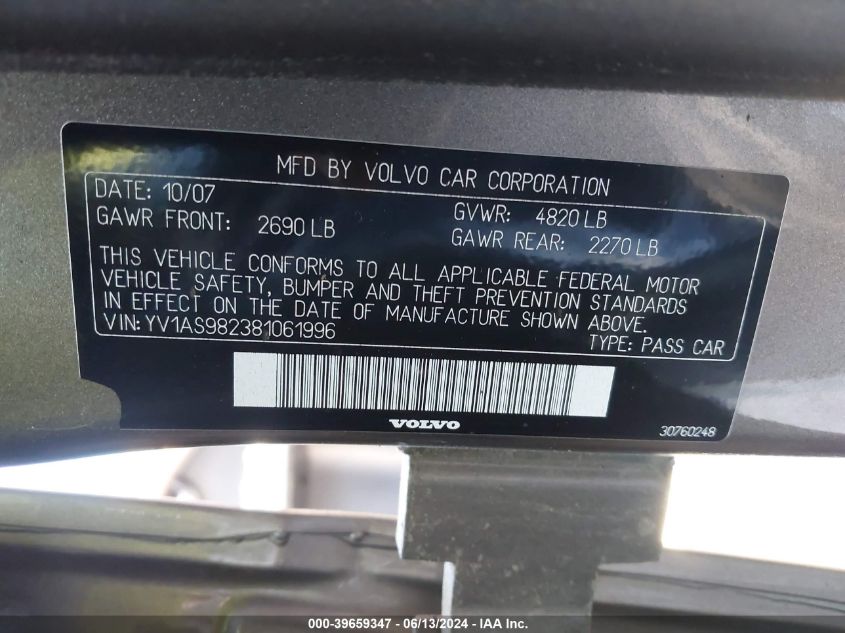 MFD BY VOLVO CAR CORPORATION
DATE: 10/07
GVWR: 4820 LB
GAWR FRONT: 2690 LB
GAWR REAR: 2270 LB
THIS VEHICLE CONFORMS TO ALL APPLICABLE FEDERAL MOTOR
VEHICLE SAFETY, BUMPER AND THEFT PREVENTION STANDARDS
IN EFFECT ON THE DATE OF MANUFACTURE SHOWN ABOVE.
VIN: YV1AS982381061996
TYPE: PASS CAR
VOLVO
30760248
000-39659347 / 06/13/2024 - IAA Inc.